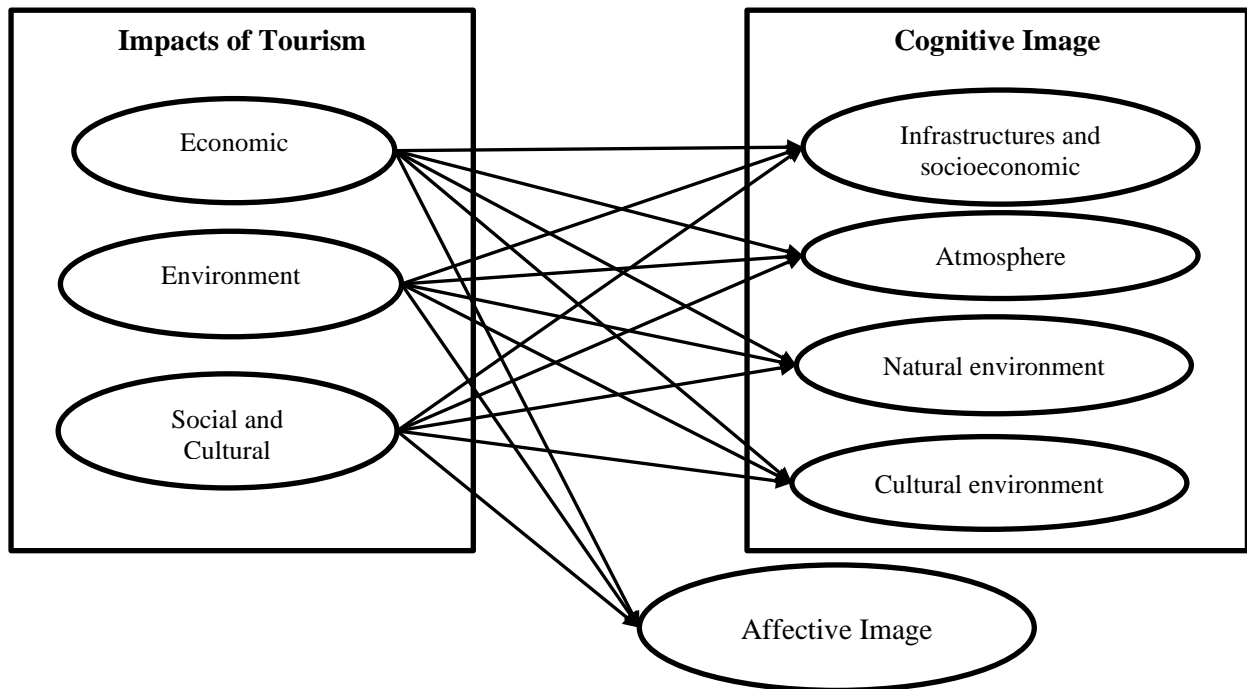 Impacts of Tourism
Economic
Environment
Social and
Cultural
Cognitive Image
Infrastructures and
socioeconomic
Atmosphere
Natural environment
Cultural environment
Affective Image